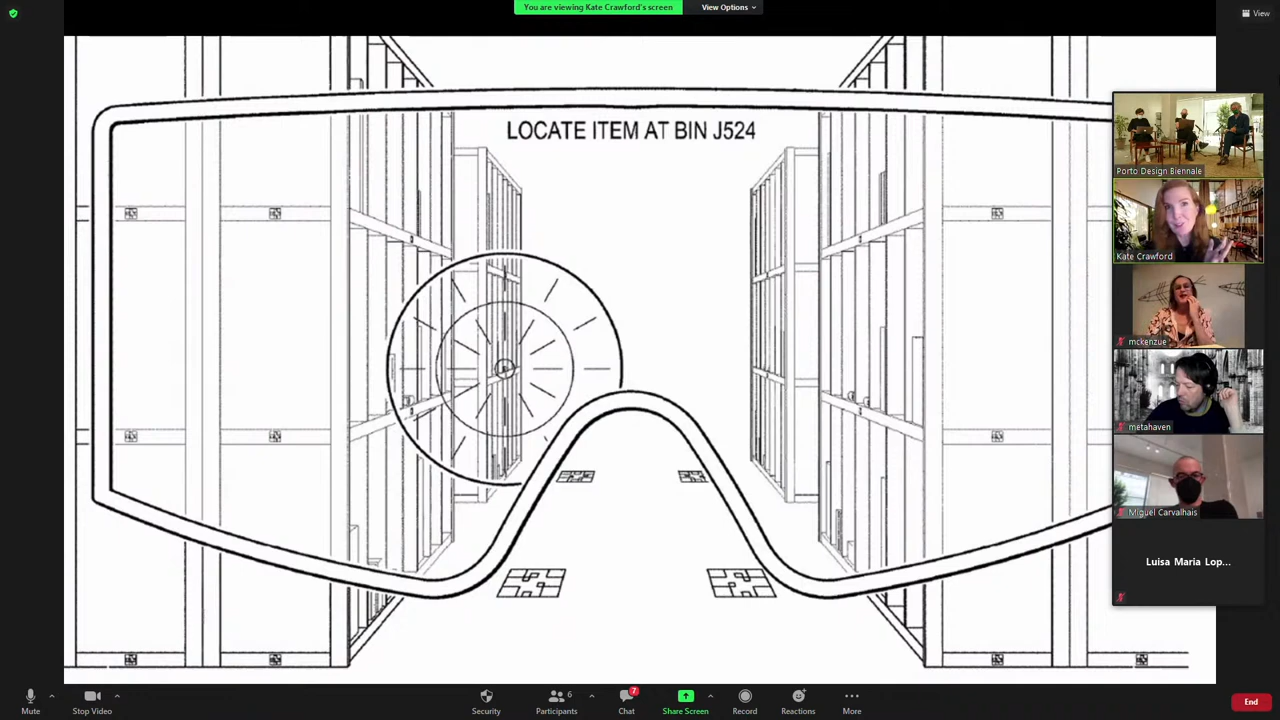 You are viewing Kate Crawford's screen
View Options
View
LOCATE ITEM AT BIN J524
Porto Design Biennale
Kate Crawford
mckenzue
metahaven
Miguel Carvalhais
Luisa Maria Lop...
Mute
Stop Video
Security
6
Participants
7
Chat
Share Screen
Record
Reactions
More
End